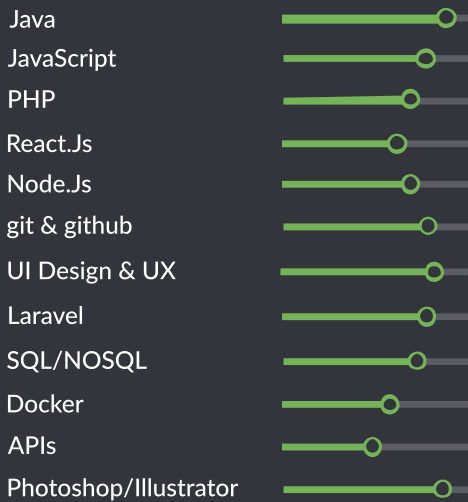 Java
JavaScript
PHP
React.Js
Node.Js
git & github
UI Design & UX
Laravel
SQL/NOSQL
Docker
APIs
Photoshop/Illustrator